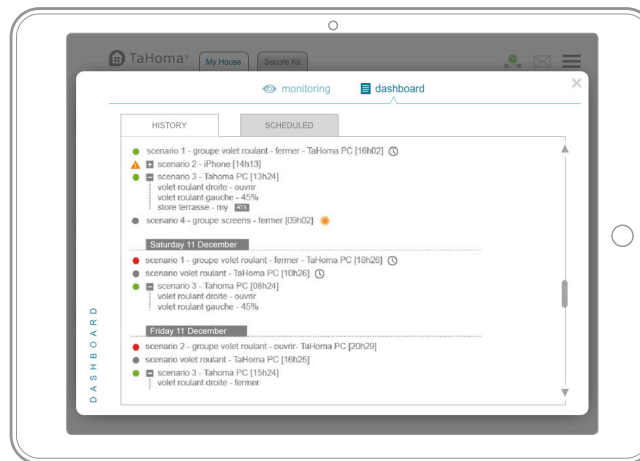 TaHoma®
My House
Secure Kit
monitoring
dashboard
HISTORY
SCHEDULED
scenario 1 - groupe volet roulant - fermer - TaHoma PC [16h02]
scenario 2 - iPhone [14h13]
scenario 3 - Tahoma PC [13h24]
volet roulant droite - ouvrir
volet roulant gauche - 45%
store terrasse - my RTS
scenario 4 - groupe screens - fermer [09h02]
Saturday 11 December
scenario 1 - groupe volet roulant - fermer - TaHoma PC [18h26]
scenario volet roulant - TaHoma PC [10h26]
scenario 3 - Tahoma PC [08h24]
volet roulant droite - ouvrir
volet roulant gauche - 45%
Friday 11 December
scenario 2 - groupe volet roulant - ouvrir- TaHoma PC [20h29]
scenario volet roulant - TaHoma PC [16h25]
scenario 3 - Tahoma PC [15h24]
volet roulant droite - fermer
DASHBOARD